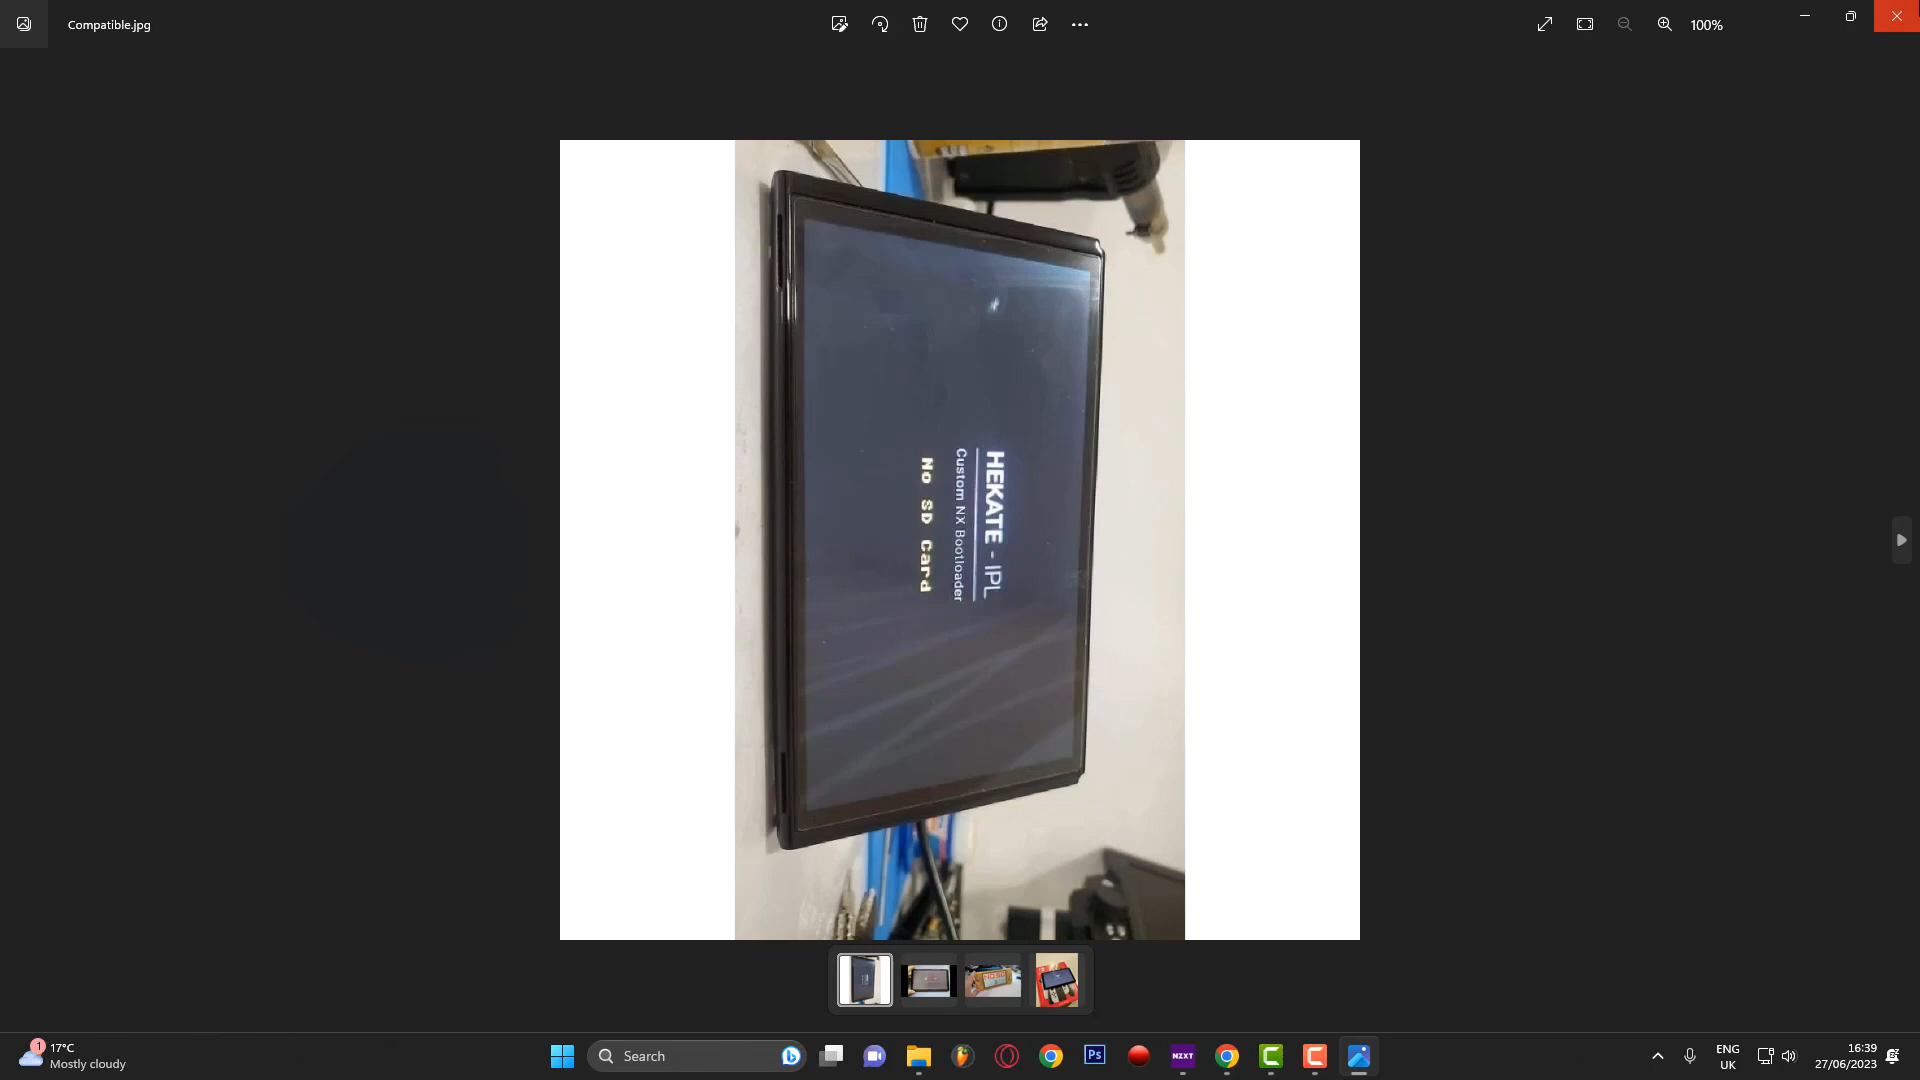 Compatible.jpg
100%
HEKATE - IPL
Custom NX Bootloader
No SD Card
1
17°C
Mostly cloudy
Search
Ps
NZXT
ENG
UK
16:39
27/06/2023